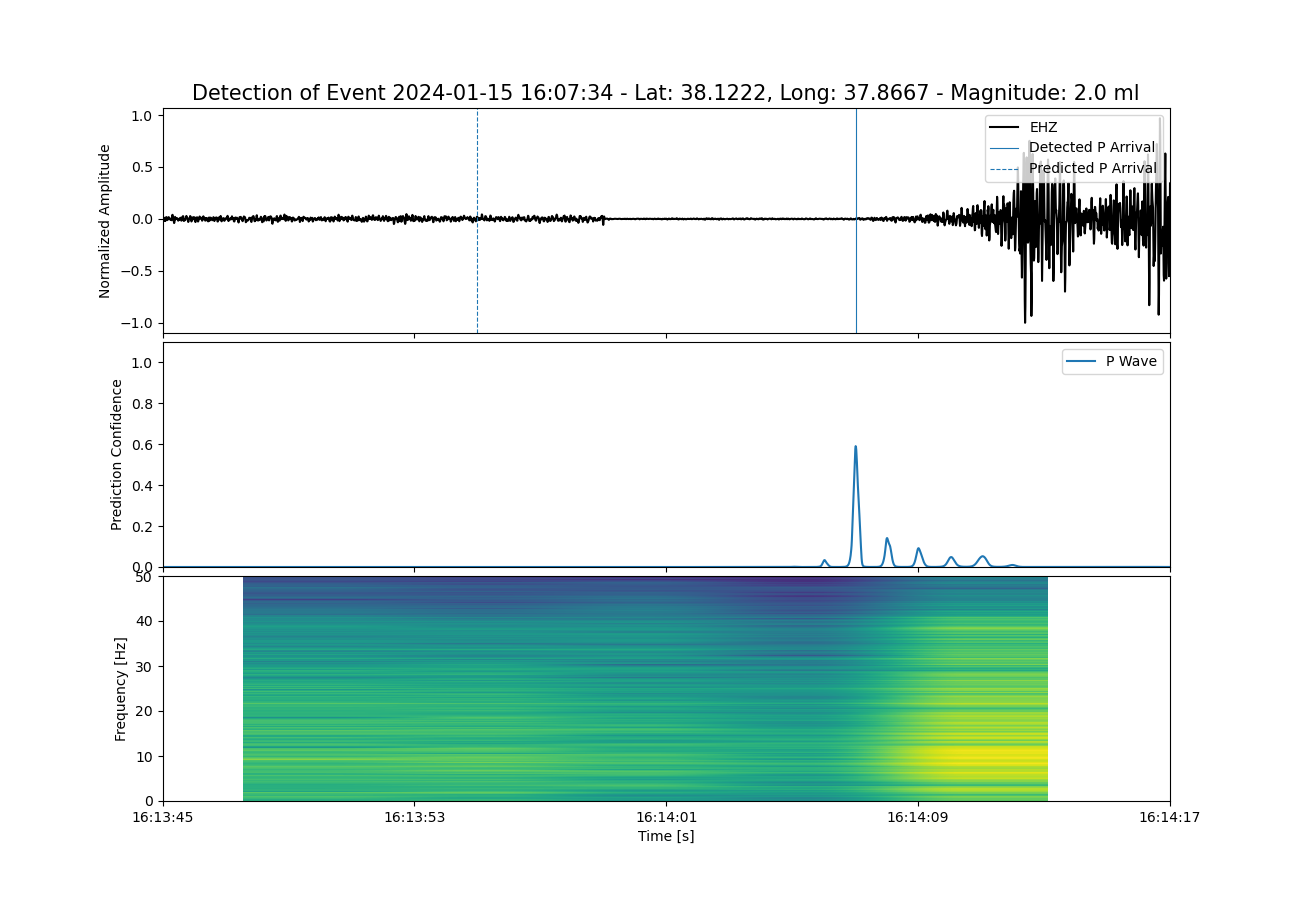 Detection of Event 2024-01-15 16:07:34 - Lat: 38.1222, Long: 37.8667 - Magnitude: 2.0 ml
1.0
0.5
0.0
−0.5
−1.0
Normalized Amplitude
EHZ
Detected P Arrival
Predicted P Arrival
1.0
0.8
0.6
0.4
0.2
0.0
Prediction Confidence
P Wave
50
40
30
20
10
0
Frequency [Hz]
16:13:45
16:13:53
16:14:01
16:14:09
16:14:17
Time [s]